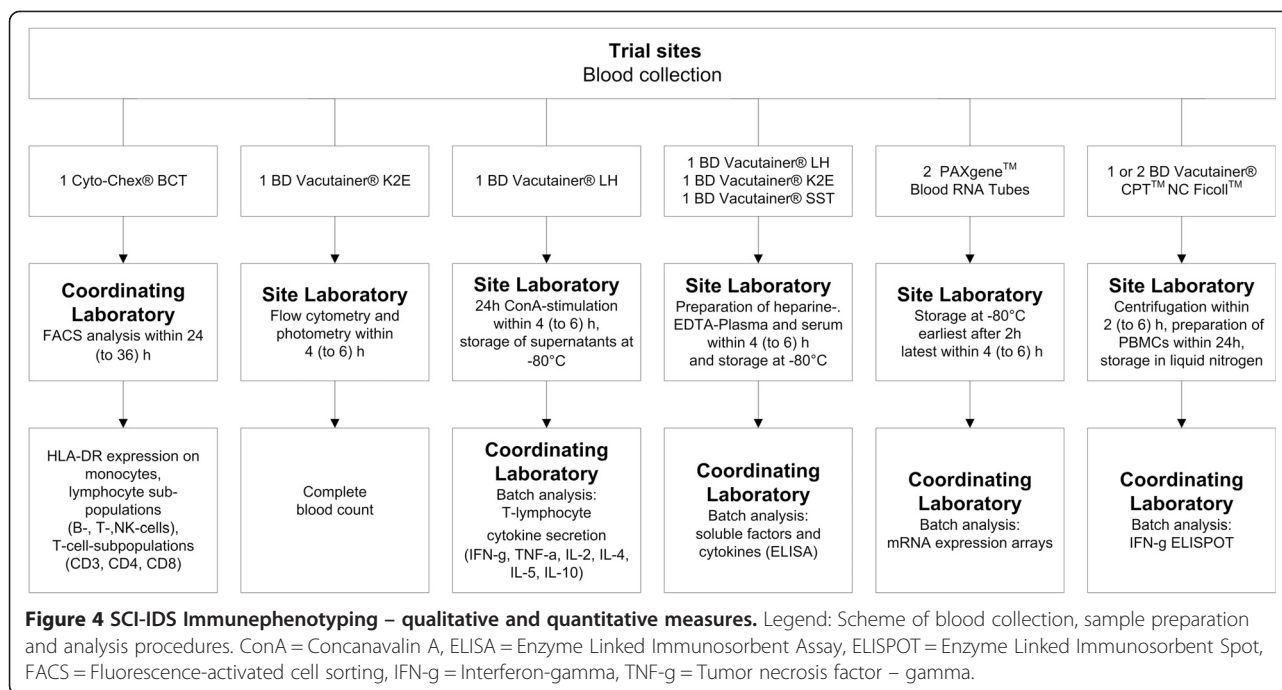 Trial sites
Blood collection
1 Cyto-Chex® BCT
1 BD Vacutainer® K2E
1 BD Vacutainer® LH
1 BD Vacutainer® LH
1 BD Vacutainer® K2E
1 BD Vacutainer® SST
2 PAXgene™
Blood RNA Tubes
1 or 2 BD Vacutainer®
CPT™ NC Ficoll™
Coordinating
Laboratory
FACS analysis within 24
(to 36) h
Site Laboratory
Flow cytometry and
photometry within
4 (to 6) h
Site Laboratory
24h ConA-stimulation
within 4 (to 6) h,
storage of supernatants at
-80°C
Site Laboratory
Preparation of heparine-.
EDTA-Plasma and serum
within 4 (to 6) h
and storage at -80°C
Site Laboratory
Storage at -80°C
earliest after 2h
latest within 4 (to 6) h
Site Laboratory
Centrifugation within
2 (to 6) h, preparation of
PBMCs within 24h,
storage in liquid nitrogen
HLA-DR expression on
monocytes,
lymphocyte sub-
populations
(B-, T-,NK-cells),
T-cell-subpopulations
(CD3, CD4, CD8)
Complete
blood count
Coordinating
Laboratory
Batch analysis:
T-lymphocyte
cytokine secretion
(IFN-g, TNF-a, IL-2, IL-4,
IL-5, IL-10)
Coordinating
Laboratory
Batch analysis:
soluble factors and
cytokines (ELISA)
Coordinating
Laboratory
Batch analysis:
mRNA expression arrays
Coordinating
Laboratory
Batch analysis:
IFN-g ELISPOT
Figure 4 SCI-IDS Immunephenotyping – qualitative and quantitative measures. Legend: Scheme of blood collection, sample preparation
and analysis procedures. ConA = Concanavalin A, ELISA = Enzyme Linked Immunosorbent Assay, ELISPOT = Enzyme Linked Immunosorbent Spot,
FACS = Fluorescence-activated cell sorting, IFN-g = Interferon-gamma, TNF-g = Tumor necrosis factor – gamma.